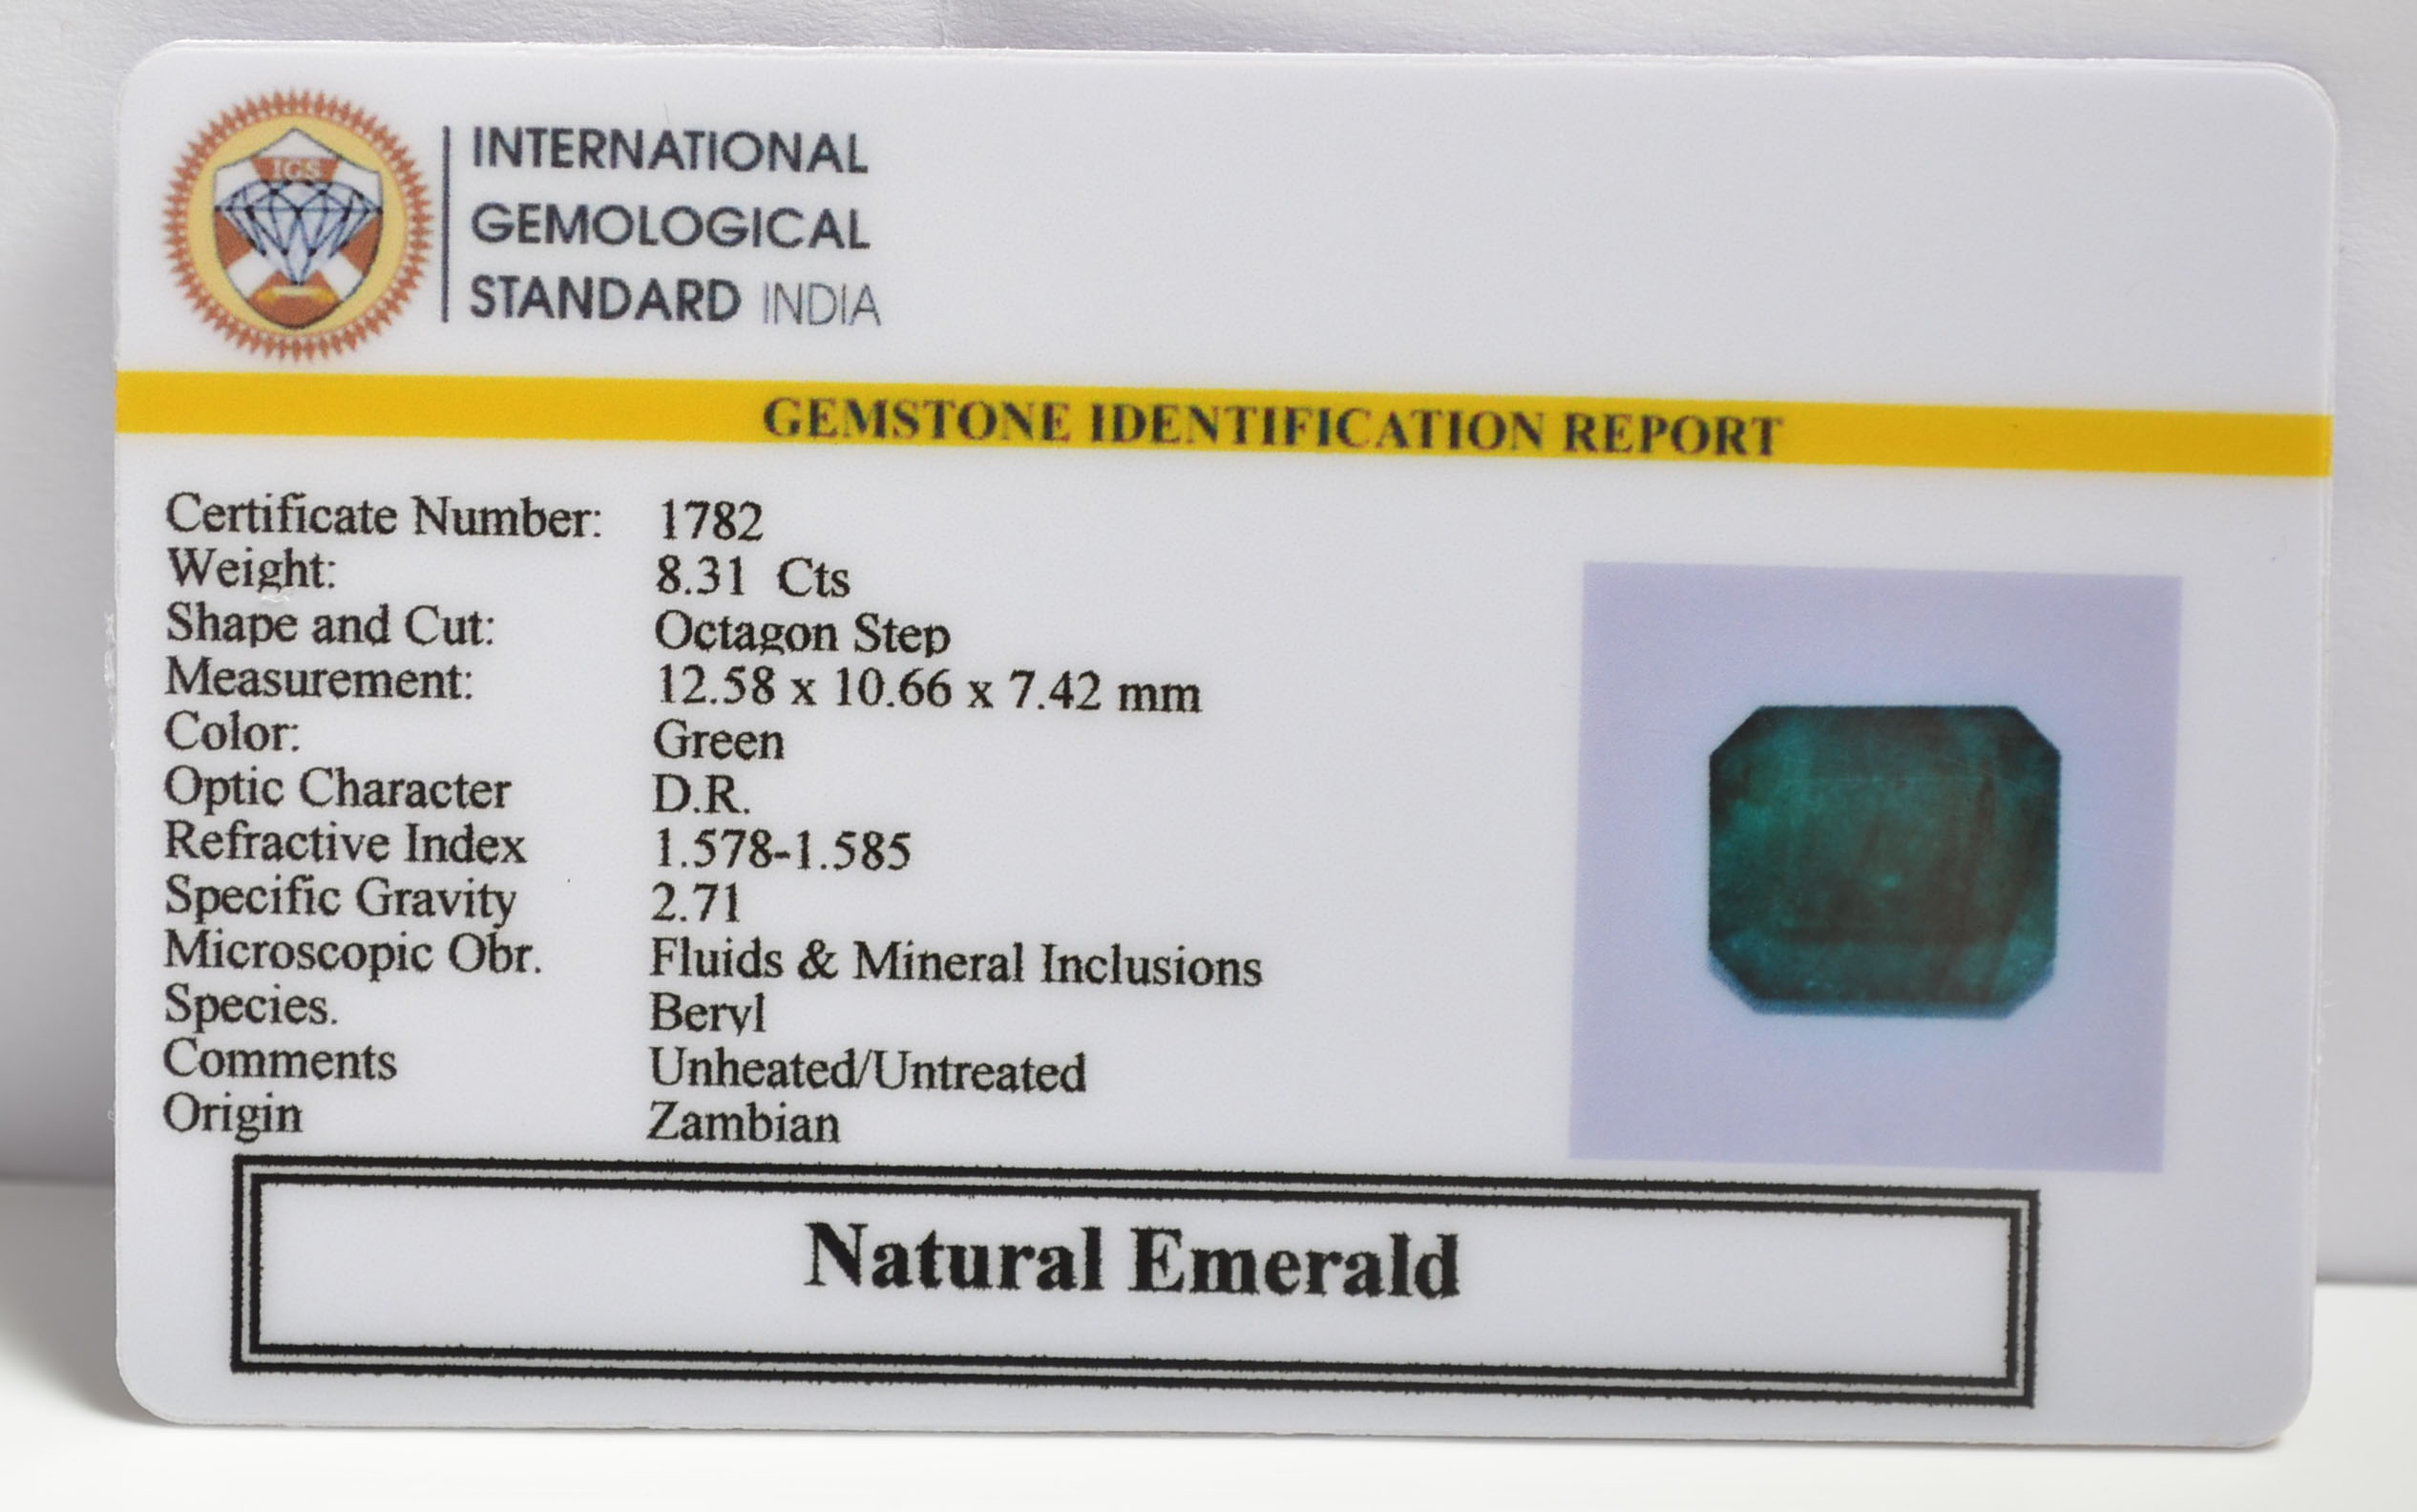 IGS
INTERNATIONAL
GEMOLOGICAL
STANDARD INDIA
GEMSTONE IDENTIFICATION REPORT
Certificate Number: 1782
Weight: 8.31 Cts
Shape and Cut: Octagon Step
Measurement: 12.58 x 10.66 x 7.42 mm
Color: Green
Optic Character D.R.
Refractive Index 1.578-1.585
Specific Gravity 2.71
Microscopic Obr. Fluids & Mineral Inclusions
Species. Beryl
Comments Unheated/Untreated
Origin Zambian
Natural Emerald